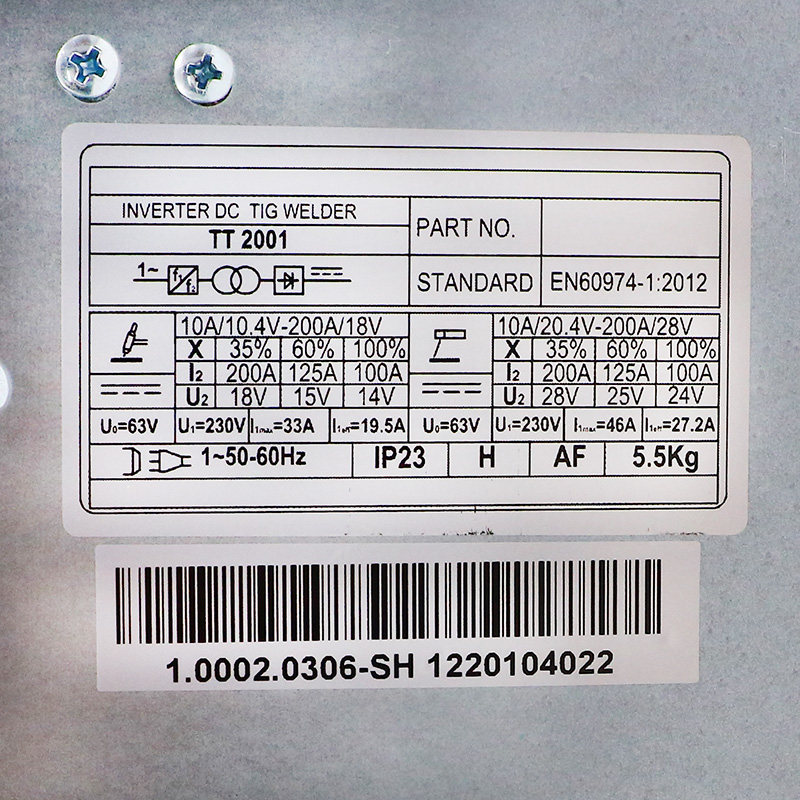 INVERTER DC TIG WELDER
TT 2001
PART NO.
1~ f₁/f₂
STANDARD EN60974-1:2012
10A/10.4V-200A/18V
X 35% 60% 100%
I₂ 200A 125A 100A
U₂ 18V 15V 14V
10A/20.4V-200A/28V
X 35% 60% 100%
I₂ 200A 125A 100A
U₂ 28V 25V 24V
U₀=63V U₁=230V I₁max=33A I₁eff=19.5A U₀=63V U₁=230V I₁max=46A I₁eff=27.2A
1~50-60Hz IP23 H AF 5.5Kg
1.0002.0306-SH 1220104022